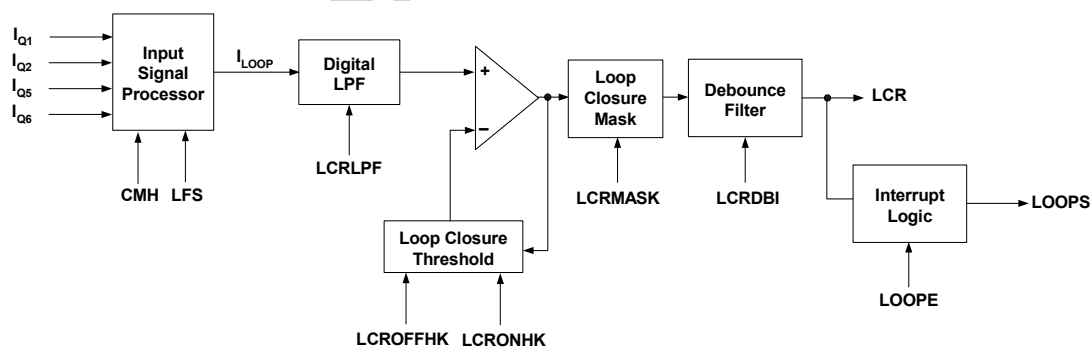 IQ1
IQ2
IQ5
IQ6
Input
Signal
Processor
CMH
LFS
ILOOP
Digital
LPF
LCRLPF
+
−
Loop Closure
Threshold
LCROFFHK
LCRONHK
Loop
Closure
Mask
LCRMASK
Debounce
Filter
LCRDBI
LCR
Interrupt
Logic
LOOPE
LOOPS